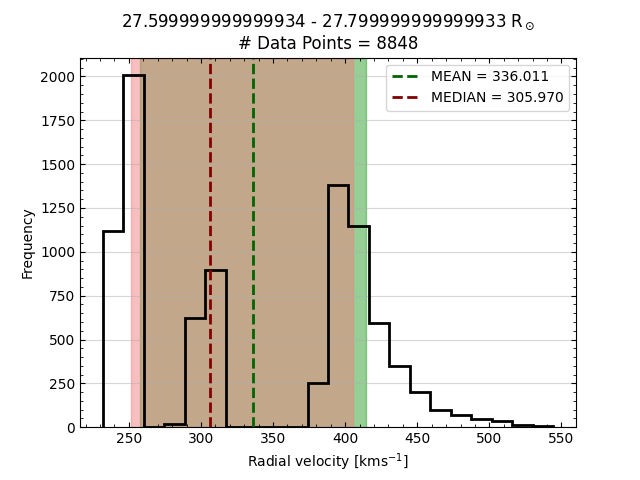 27.599999999999934 - 27.799999999999933 R⊙
# Data Points = 8848
MEAN = 336.011
MEDIAN = 305.970
2000
1750
1500
1250
1000
750
500
250
0
Frequency
250 300 350 400 450 500 550
Radial velocity [kms⁻¹]